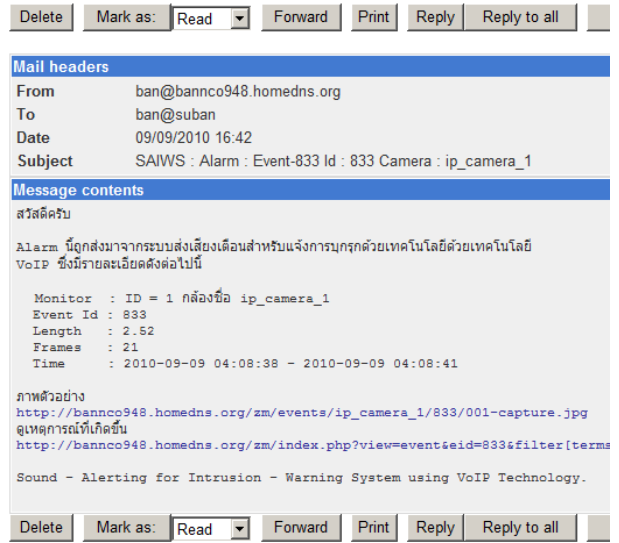 Delete Mark as: Read Forward Print Reply Reply to all
Mail headers
From ban@bannco948.homedns.org
To ban@suban
Date 09/09/2010 16:42
Subject SAIWS : Alarm : Event-833 Id : 833 Camera : ip_camera_1
Message contents
สวัสดีครับ
Alarm นี้ถูกส่งมาจากระบบส่งเสียงเตือนสำหรับแจ้งการบุกรุกด้วยเทคโนโลยีด้วยเทคโนโลยี
VoIP ซึ่งมีรายละเอียดดังต่อไปนี้
Monitor : ID = 1 กล้องชื่อ ip_camera_1
Event Id : 833
Length : 2.52
Frames : 21
Time : 2010-09-09 04:08:38 - 2010-09-09 04:08:41
ภาพตัวอย่าง
http://bannco948.homedns.org/zm/events/ip_camera_1/833/001-capture.jpg
ดูเหตุการณ์ที่เกิดขึ้น
http://bannco948.homedns.org/zm/index.php?view=event&eid=833&filter[terms
Sound - Alerting for Intrusion - Warning System using VoIP Technology.
Delete Mark as: Read Forward Print Reply Reply to all